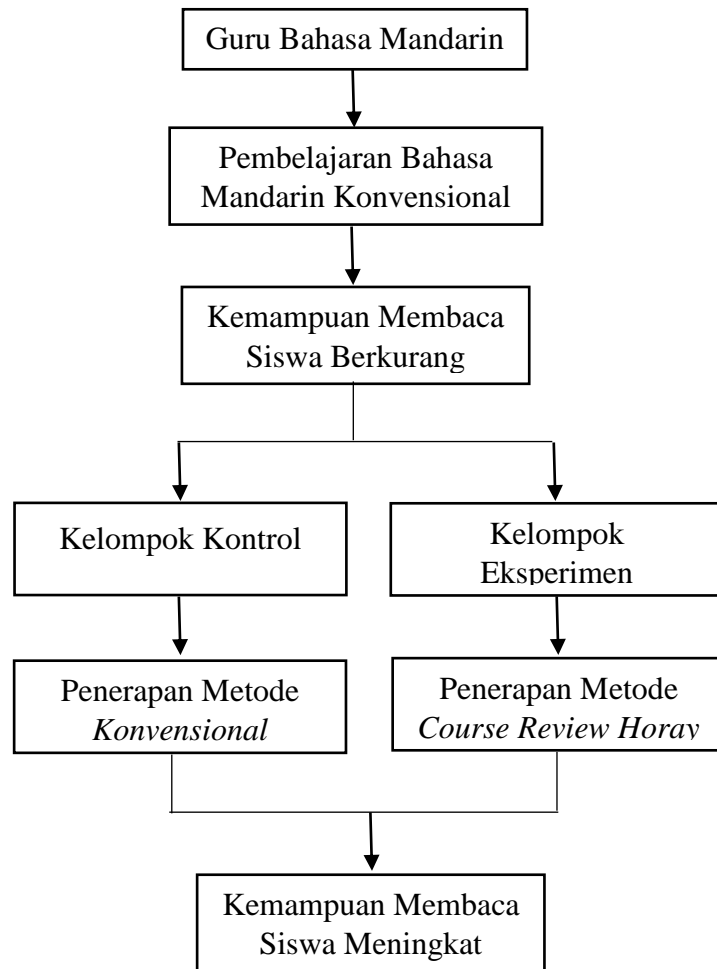 Guru Bahasa Mandarin
Pembelajaran Bahasa
Mandarin Konvensional
Kemampuan Membaca
Siswa Berkurang
Kelompok Kontrol
Kelompok
Eksperimen
Penerapan Metode
Konvensional
Penerapan Metode
Course Review Horay
Kemampuan Membaca
Siswa Meningkat